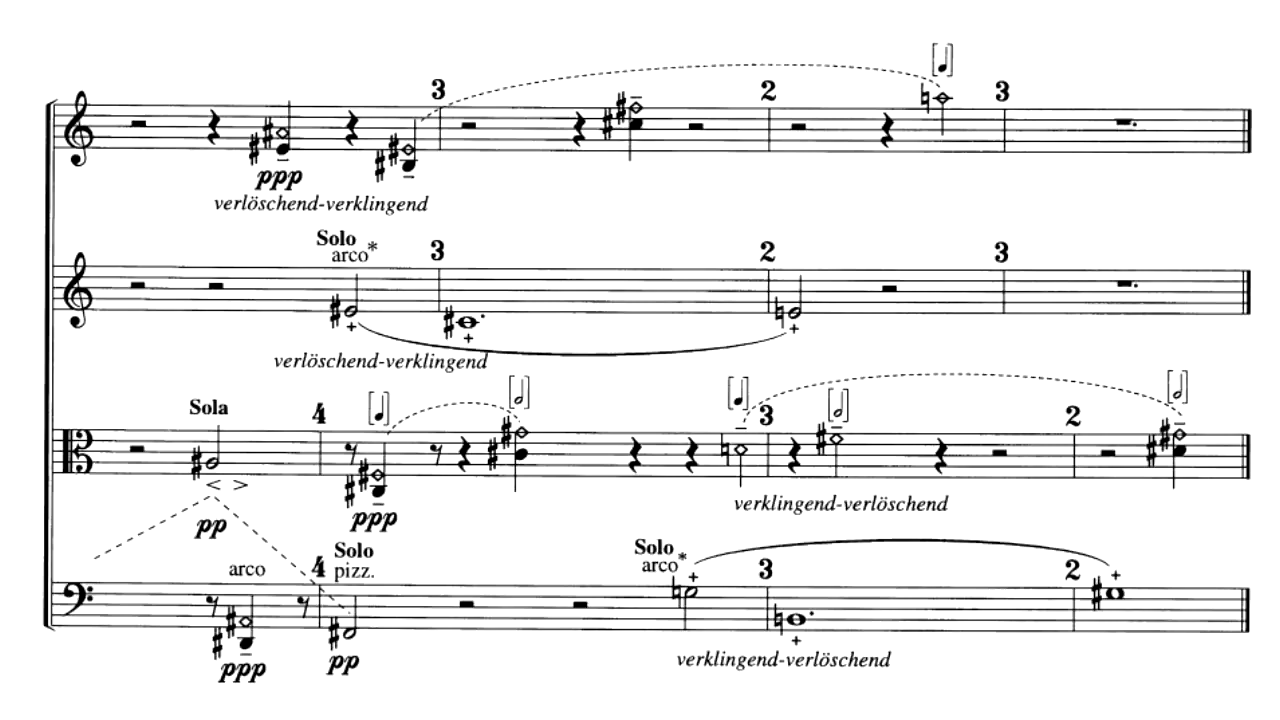 3 2 3
ppp
verlöschend-verklingend
Solo
arco*
3 2 3
verlöschend-verklingend
Sola
4 3 2
pp ppp
verklingend-verlöschend
arco
4
Solo
pizz.
Solo
arco*
3 2
ppp pp
verklingend-verlöschend